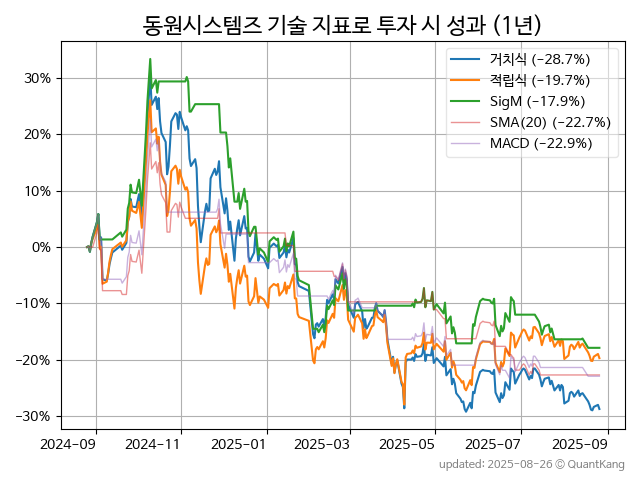 동원시스템즈 기술 지표로 투자 시 성과 (1년)
거치식 (−28.7%)
적립식 (−19.7%)
SigM (−17.9%)
SMA(20) (−22.7%)
MACD (−22.9%)
30%
20%
10%
0%
−10%
−20%
−30%
2024-09 2024-11 2025-01 2025-03 2025-05 2025-07 2025-09
updated: 2025-08-26 © QuantKang